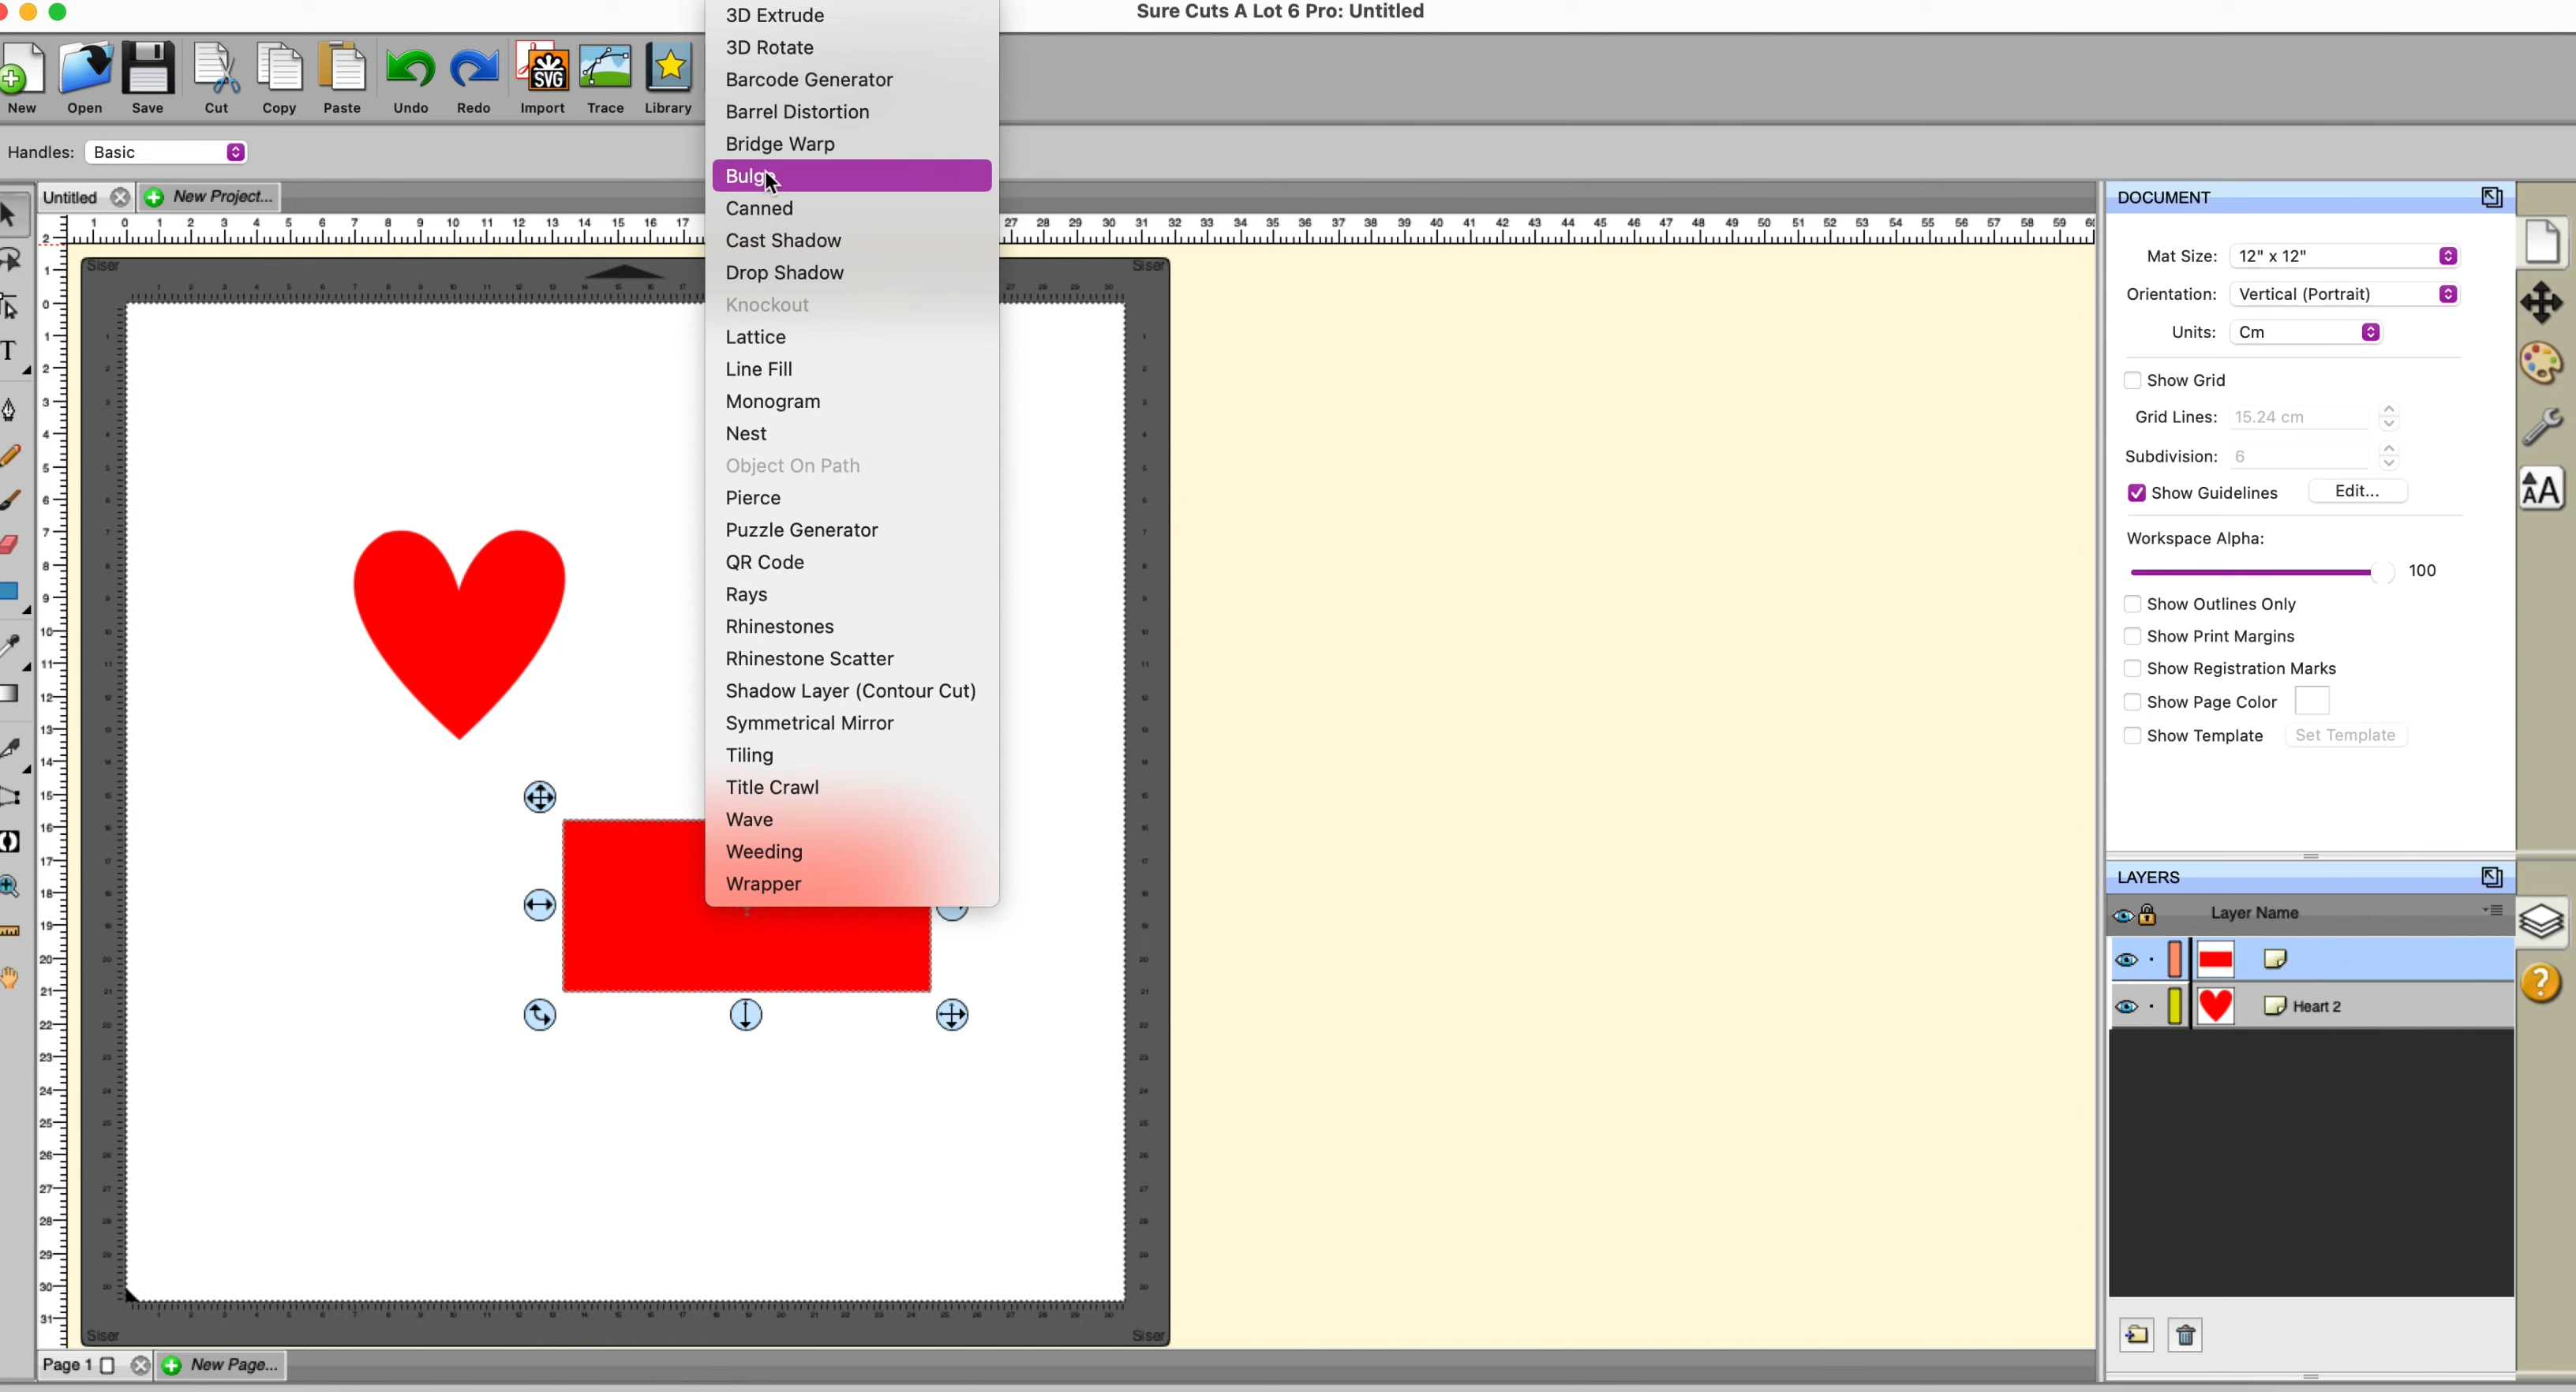 Sure Cuts A Lot 6 Pro: Untitled
New
Open
Save
Cut
Copy
Paste
Undo
Redo
Import
Trace
Library
SVG
Handles: Basic
Untitled
New Project...
3D Extrude
3D Rotate
Barcode Generator
Barrel Distortion
Bridge Warp
Canned
Cast Shadow
Drop Shadow
Knockout
Lattice
Line Fill
Monogram
Nest
Object On Path
Pierce
Puzzle Generator
QR Code
Rays
Rhinestones
Rhinestone Scatter
Shadow Layer (Contour Cut)
Symmetrical Mirror
Tiling
Title Crawl
Wave
Weeding
Wrapper
Siser
Siser
Siser
Siser
DOCUMENT
Mat Size: 12" x 12"
Orientation: Vertical (Portrait)
Units: Cm
Show Grid
Grid Lines: 15.24 cm
Subdivision: 6
Show Guidelines Edit...
Workspace Alpha:
100
Show Outlines Only
Show Print Margins
Show Registration Marks
Show Page Color
Show Template Set Template
LAYERS
Layer Name
Heart 2
Page 1
New Page...